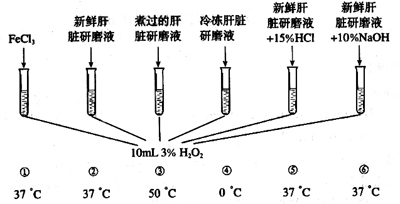 FeCl₃
新鲜肝
脏研磨液
煮过的肝
脏研磨液
冷冻肝脏
研磨液
新鲜肝
脏研磨液
+15%HCl
新鲜肝
脏研磨液
+10%NaOH
10mL 3% H₂O₂
① ② ③ ④ ⑤ ⑥
37 ℃ 37 ℃ 50 ℃ 0 ℃ 37 ℃ 37 ℃